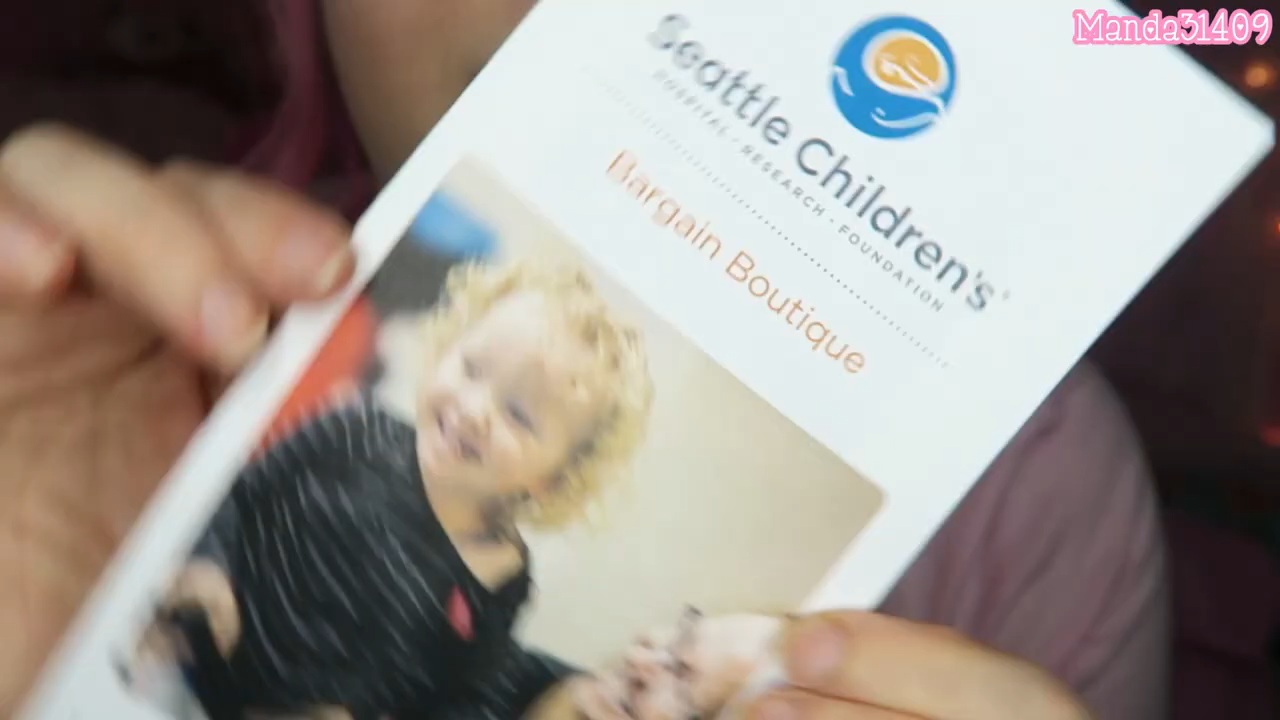 Manda31409
Seattle Children's®
HOSPITAL • RESEARCH • FOUNDATION
Bargain Boutique